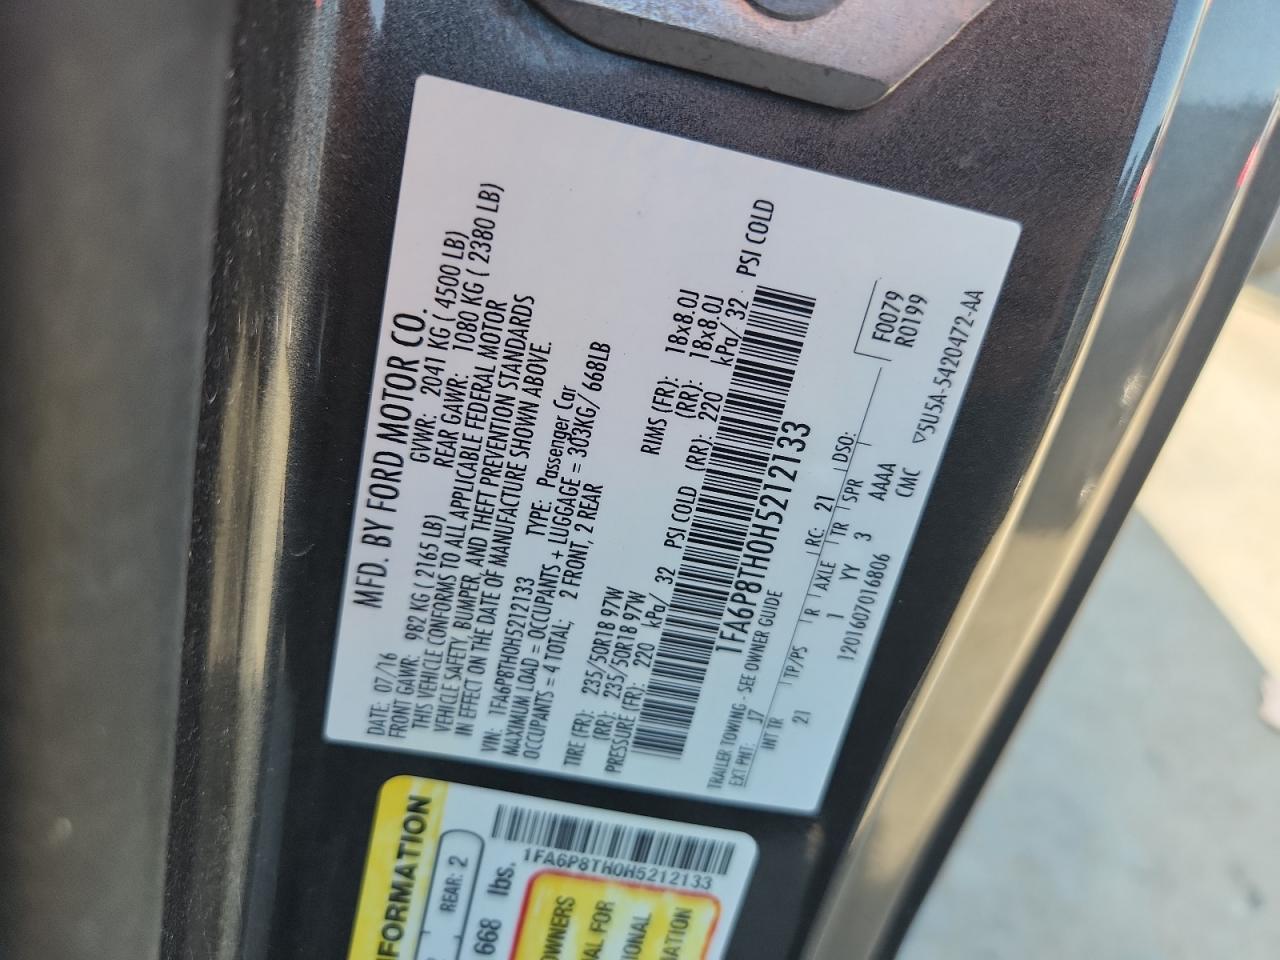 MFD. BY FORD MOTOR CO.
DATE: 07/16 GVWR: 2041 KG ( 4500 LB)
FRONT GAWR: 982 KG ( 2165 LB) REAR GAWR: 1080 KG ( 2380 LB)
THIS VEHICLE CONFORMS TO ALL APPLICABLE FEDERAL MOTOR
VEHICLE SAFETY, BUMPER, AND THEFT PREVENTION STANDARDS
IN EFFECT ON THE DATE OF MANUFACTURE SHOWN ABOVE.
VIN: 1FA6P8TH0H5212133 TYPE: Passenger Car
MAXIMUM LOAD = OCCUPANTS + LUGGAGE = 303KG/668LB
OCCUPANTS = 4 TOTAL; 2 FRONT, 2 REAR
TIRE (FR): 235/50R18 97W RIMS (FR): 18x8.0J
(RR): 235/50R18 97W (RR): 18x8.0J
PRESSURE (FR): 220 kPa/ 32 PSI COLD (RR): 220 kPa/ 32 PSI COLD
1FA6P8TH0H5212133
TRAILER TOWING - SEE OWNER GUIDE
EXT PNT: J7 RC: 21 DSO: F0079
R0199
INT TR TP/PS R AXLE TR SPR
21 1 YY 3 AAAA
1201607016806 CMC
▽5U5A-5420472-AA
FORMATION
REAR: 2
668 lbs.
1FA6P8TH0H5212133
OWNERS
AL FOR
IONAL
MATION